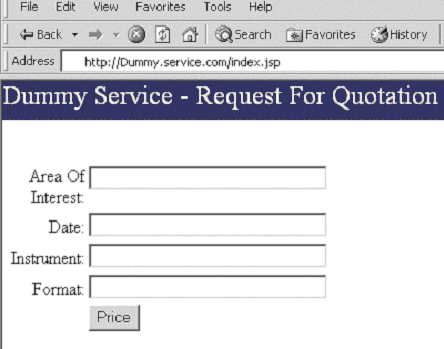 File Edit View Favorites Tools Help
Back Search Favorites History
Address http://Dummy.service.com/index.jsp
Dummy Service - Request For Quotation
Area Of
Interest:
Date:
Instrument:
Format:
Price